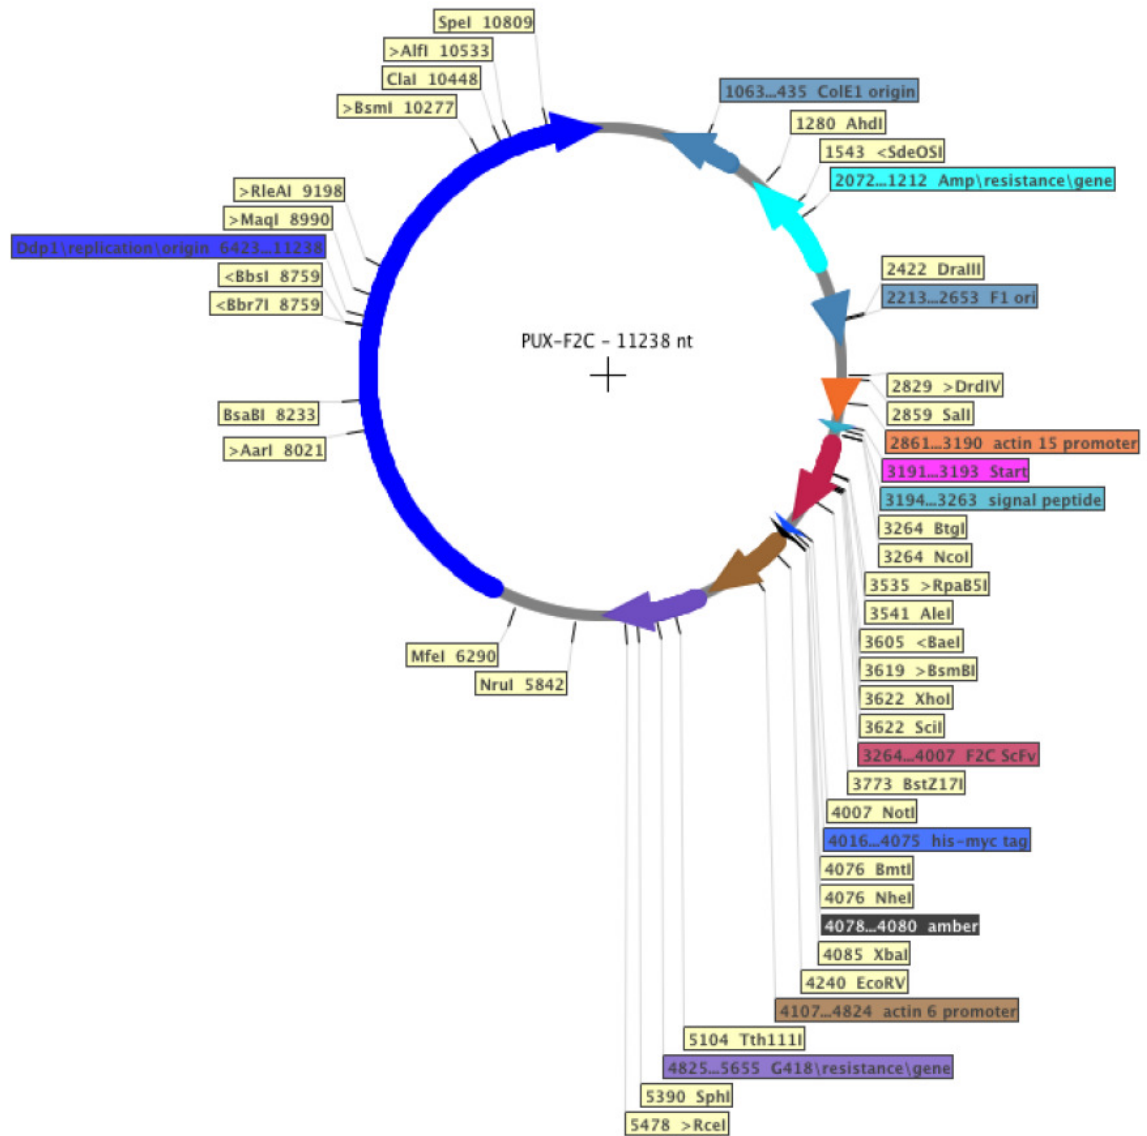 SpeI 10809
>AlfI 10533
ClaI 10448
>BsmI 10277
>RleAI 9198
>MaqI 8990
Ddp1\replication\origin 6423...11238
<BbsI 8759
<Bbr7I 8759
BsaBI 8233
>AarI 8021
MfeI 6290
NruI 5842
PUX-F2C - 11238 nt
1063...435 ColE1 origin
1280 AhdI
1543 <SdeOSI
2072...1212 Amp\resistance\gene
2422 DraIII
2213...2653 F1 ori
2829 >DrdIV
2859 SalI
2861...3190 actin 15 promoter
3191...3193 Start
3194...3263 signal peptide
3264 BtgI
3264 NcoI
3535 >RpaB5I
3541 AleI
3605 <BaeI
3619 >BsmBI
3622 XhoI
3622 SciI
3264...4007 F2C ScFv
3773 BstZ17I
4007 NotI
4016...4075 his-myc tag
4076 BmtI
4076 NheI
4078...4080 amber
4085 XbaI
4240 EcoRV
4107...4824 actin 6 promoter
5104 Tth111I
4825...5655 G418\resistance\gene
5390 SphI
5478 >RceI